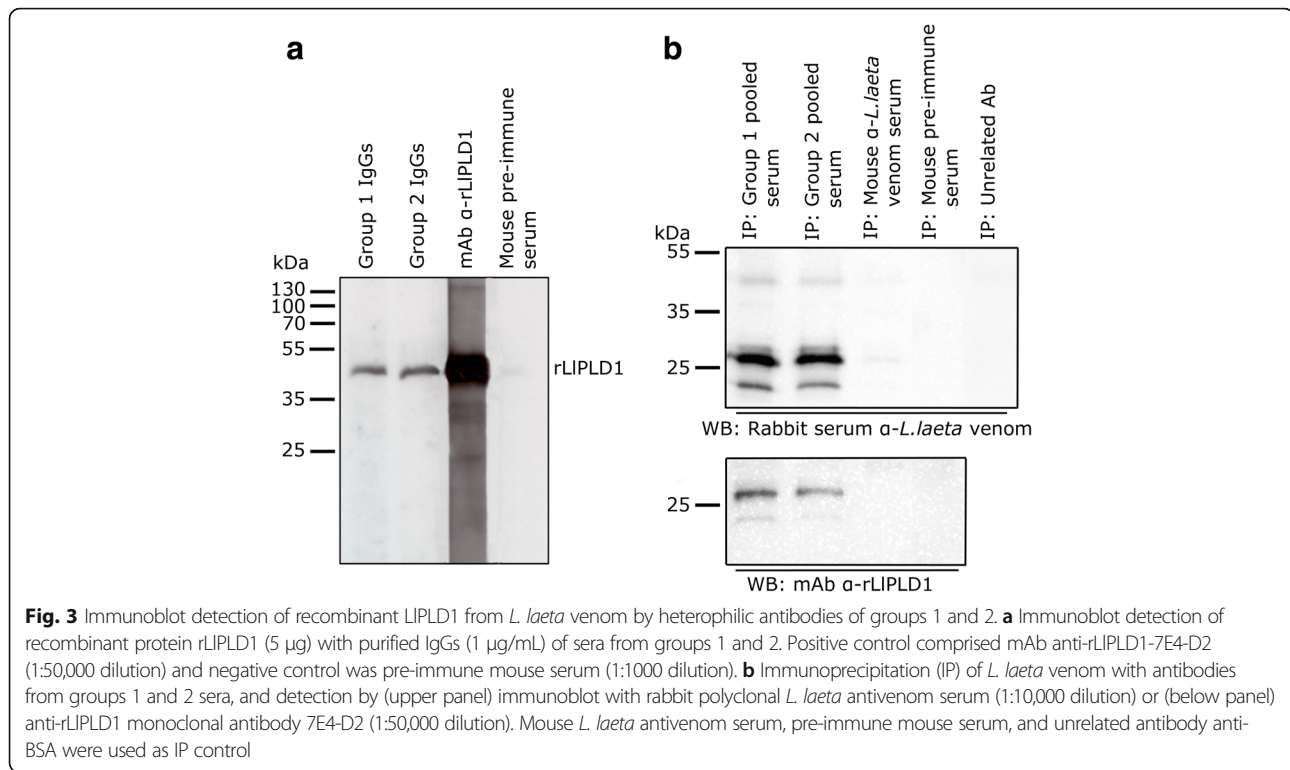 a
b
Group 1 IgGs
Group 2 IgGs
mAb α-rLlPLD1
Mouse pre-immune
serum
kDa
130
100
70
55
35
25
rLlPLD1
IP: Group 1 pooled
serum
IP: Group 2 pooled
serum
IP: Mouse α-L.laeta
venom serum
IP: Mouse pre-immune
serum
IP: Unrelated Ab
kDa
55
35
25
WB: Rabbit serum α-L.laeta venom
25
WB: mAb α-rLlPLD1
Fig. 3 Immunoblot detection of recombinant LlPLD1 from L. laeta venom by heterophilic antibodies of groups 1 and 2. a Immunoblot detection of
recombinant protein rLlPLD1 (5 μg) with purified IgGs (1 μg/mL) of sera from groups 1 and 2. Positive control comprised mAb anti-rLlPLD1-7E4-D2
(1:50,000 dilution) and negative control was pre-immune mouse serum (1:1000 dilution). b Immunoprecipitation (IP) of L. laeta venom with antibodies
from groups 1 and 2 sera, and detection by (upper panel) immunoblot with rabbit polyclonal L. laeta antivenom serum (1:10,000 dilution) or (below panel)
anti-rLlPLD1 monoclonal antibody 7E4-D2 (1:50,000 dilution). Mouse L. laeta antivenom serum, pre-immune mouse serum, and unrelated antibody anti-
BSA were used as IP control